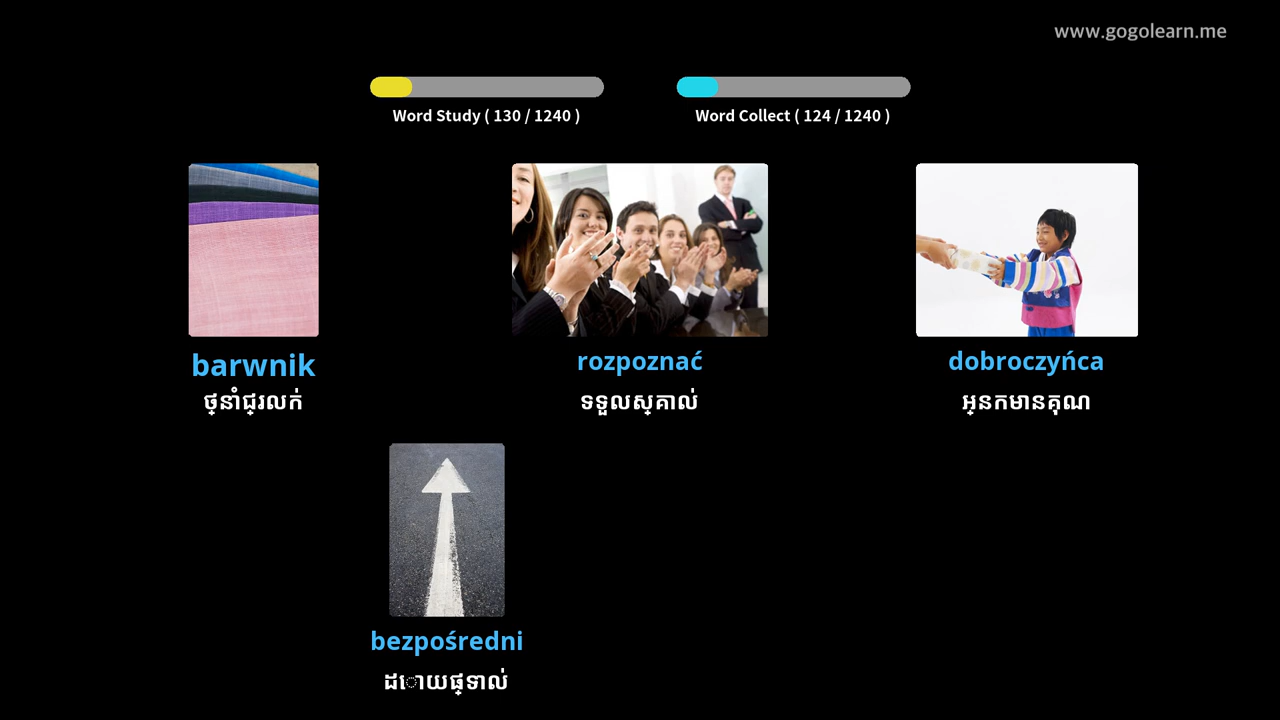 www.gogolearn.me
Word Study ( 130 / 1240 )
Word Collect ( 124 / 1240 )
barwnik
ថ្នាំជ្រលក់
rozpoznać
ទទួលស្គាល់
dobroczyńca
អ្នកមានគុណ
bezpośredni
ដោយផ្ទាល់